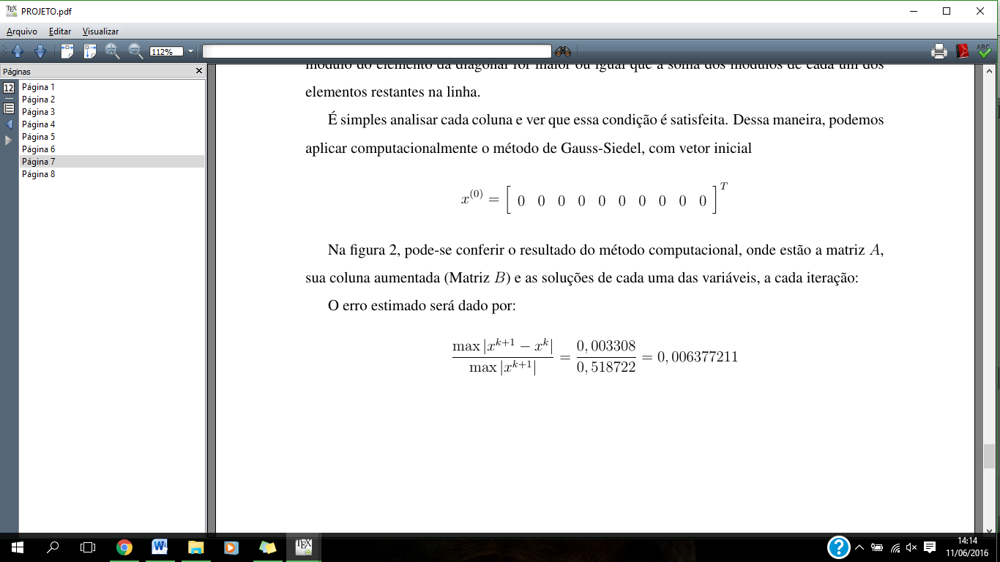 PROJETO.pdf
Arquivo Editar Visualizar
112%
Páginas
Página 1
Página 2
Página 3
Página 4
Página 5
Página 6
Página 7
Página 8
módulo do elemento da diagonal for maior ou igual que a soma dos módulos de cada um dos
elementos restantes na linha.
É simples analisar cada coluna e ver que essa condição é satisfeita. Dessa maneira, podemos
aplicar computacionalmente o método de Gauss-Siedel, com vetor inicial
x^(0) = [ 0 0 0 0 0 0 0 0 0 0 ]^T
Na figura 2, pode-se conferir o resultado do método computacional, onde estão a matriz A,
sua coluna aumentada (Matriz B) e as soluções de cada uma das variáveis, a cada iteração:
O erro estimado será dado por:
max |x^{k+1} − x^k| / max |x^{k+1}| = 0,003308 / 0,518722 = 0,006377211
14:14
11/06/2016